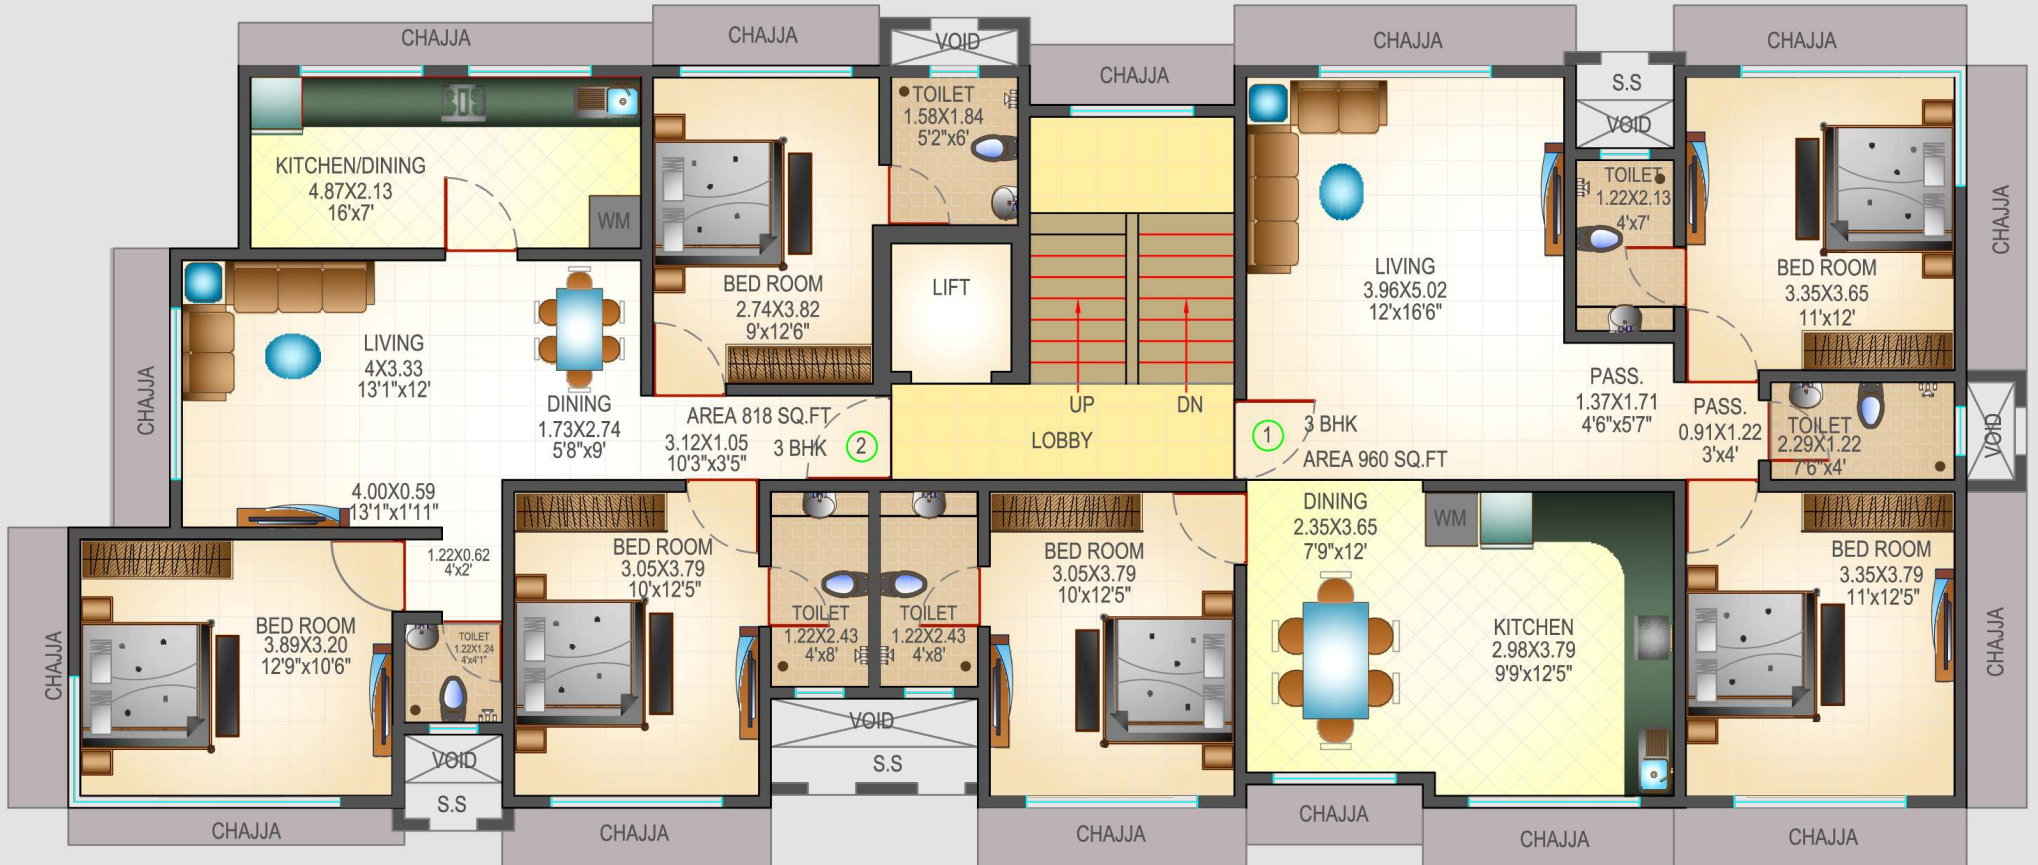 CHAJJA
CHAJJA
VOID
CHAJJA
CHAJJA
CHAJJA
KITCHEN/DINING
4.87X2.13
16'x7'
WM
BED ROOM
2.74X3.82
9'x12'6"
TOILET
1.58X1.84
5'2"x6'
LIFT
UP
DN
LOBBY
LIVING
3.96X5.02
12'x16'6"
S.S
VOID
TOILET
1.22X2.13
4'x7'
BED ROOM
3.35X3.65
11'x12'
CHAJJA
CHAJJA
LIVING
4X3.33
13'1"x12'
DINING
1.73X2.74
5'8"x9'
AREA 818 SQ.FT
3.12X1.05
10'3"x3'5"
3 BHK
2
1
3 BHK
AREA 960 SQ.FT
PASS.
1.37X1.71
4'6"x5'7"
PASS.
0.91X1.22
3'x4'
TOILET
2.29X1.22
7'6"x4'
VOID
4.00X0.59
13'1"x1'11"
1.22X0.62
4'x2'
CHAJJA
BED ROOM
3.89X3.20
12'9"x10'6"
TOILET
1.22X1.24
4'x4'1"
VOID
S.S
BED ROOM
3.05X3.79
10'x12'5"
TOILET
1.22X2.43
4'x8'
TOILET
1.22X2.43
4'x8'
VOID
S.S
BED ROOM
3.05X3.79
10'x12'5"
DINING
2.35X3.65
7'9"x12'
WM
KITCHEN
2.98X3.79
9'9'x12'5"
BED ROOM
3.35X3.79
11'x12'5"
CHAJJA
CHAJJA
CHAJJA
CHAJJA
CHAJJA
CHAJJA
CHAJJA